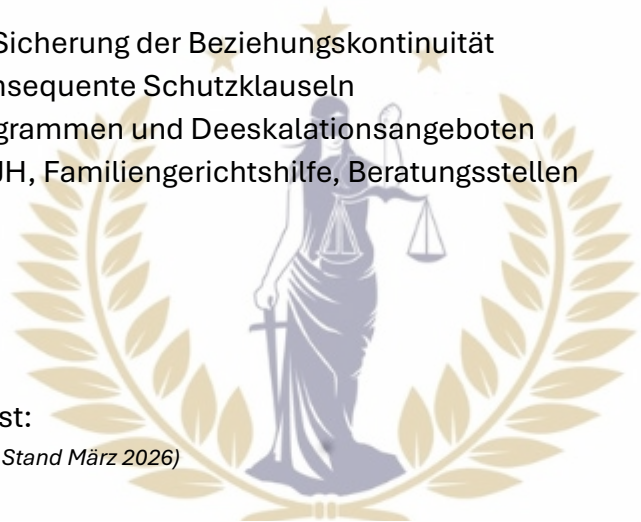 Sicherung der Beziehungskontinuität
nsequente Schutzklauseln
grammen und Deeskalationsangeboten
JH, Familiengerichtshilfe, Beratungsstellen
st:
Stand März 2026)